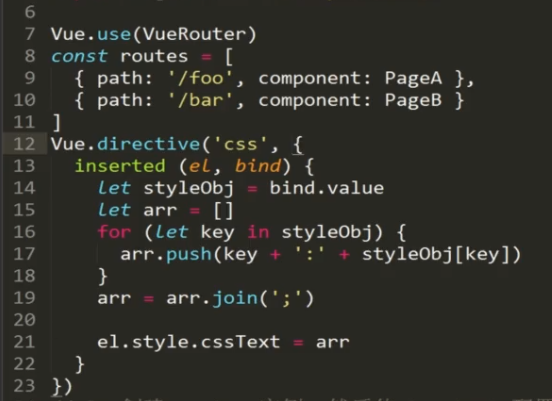 6
7 Vue.use(VueRouter)
8 const routes = [
9   { path: '/foo', component: PageA },
10   { path: '/bar', component: PageB }
11 ]
12 Vue.directive('css', {
13   inserted (el, bind) {
14     let styleObj = bind.value
15     let arr = []
16     for (let key in styleObj) {
17       arr.push(key + ':' + styleObj[key])
18     }
19     arr = arr.join(';')
20
21     el.style.cssText = arr
22   }
23 })